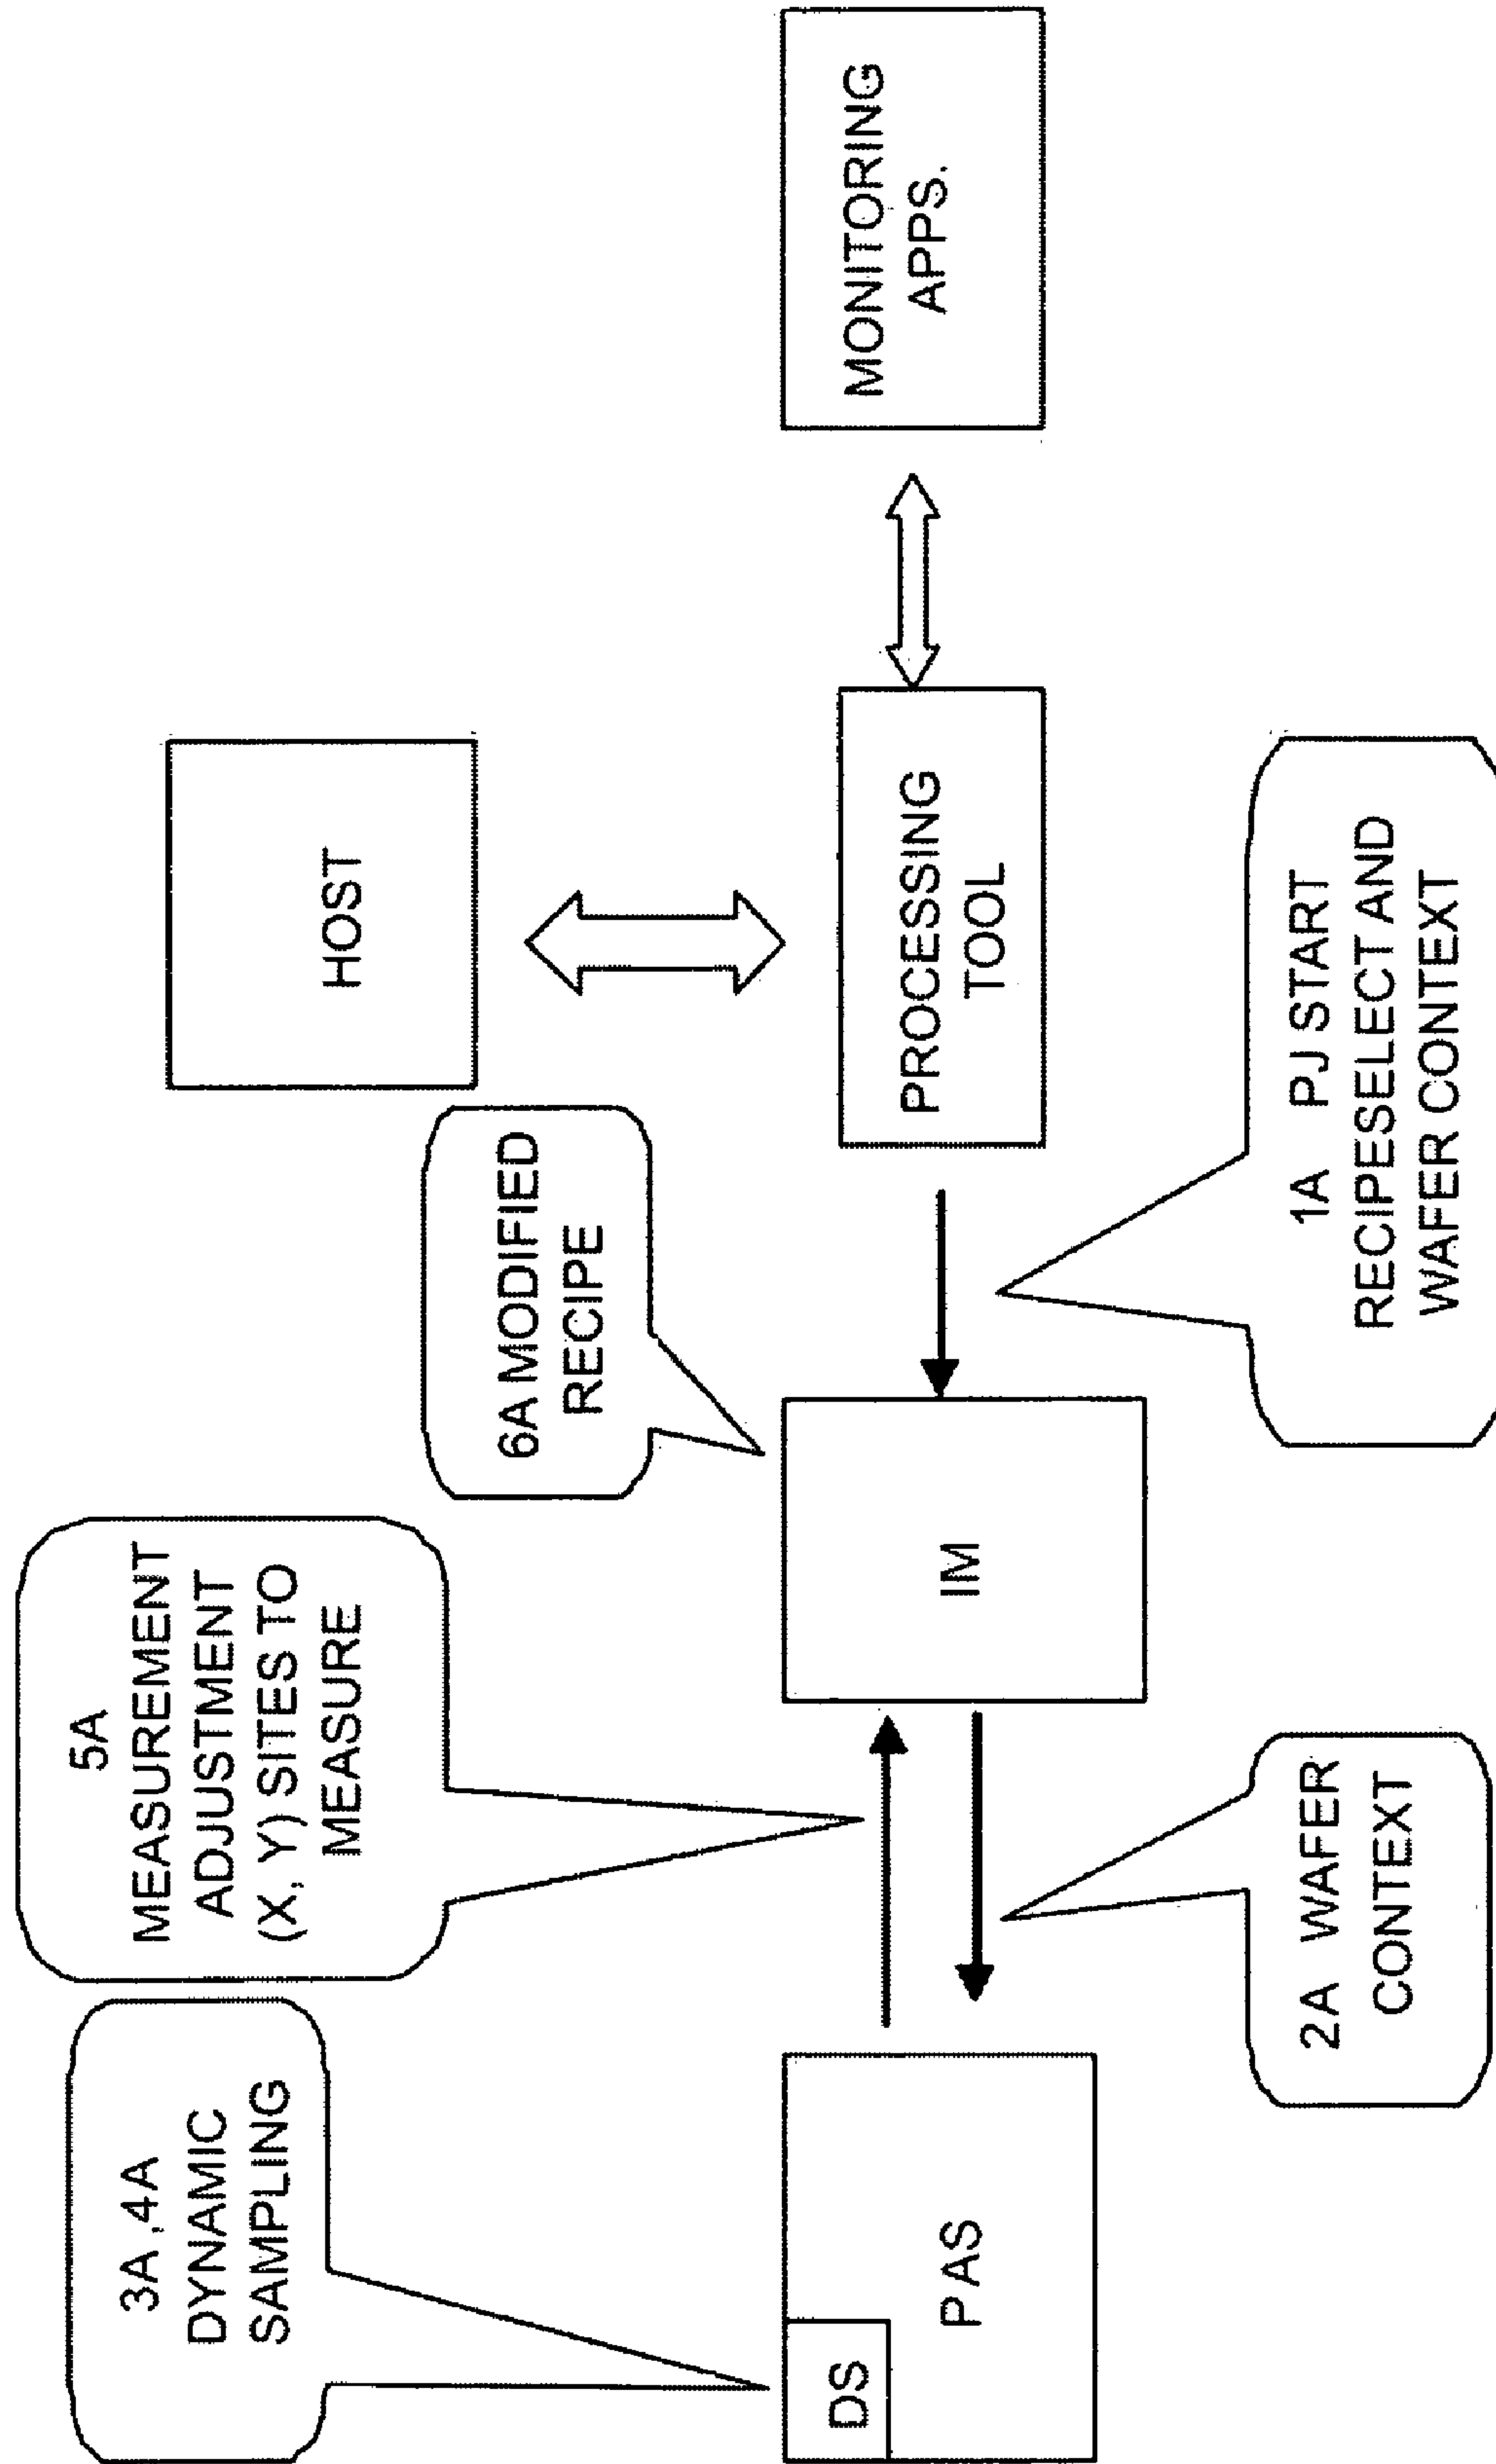 3A ,4A
DYNAMIC
SAMPLING
5A
MEASUREMENT
ADJUSTMENT
(X, Y) SITES TO
MEASURE
6A MODIFIED
RECIPE
HOST
DS
PAS
IM
PROCESSING
TOOL
MONITORING
APPS.
2A WAFER
CONTEXT
1A PJ START
RECIPESELECT AND
WAFER CONTEXT